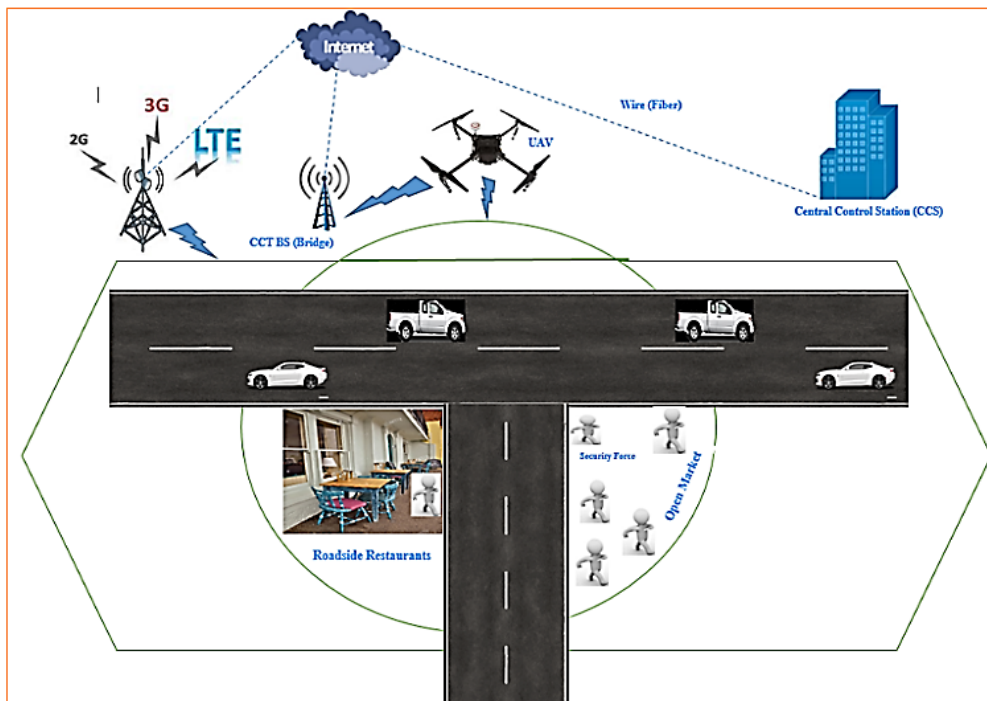 Internet
3G
2G
LTE
Wire (Fiber)
UAV
CCT BS (Bridge)
Central Control Station (CCS)
Security Force
Open Market
Roadside Restaurants